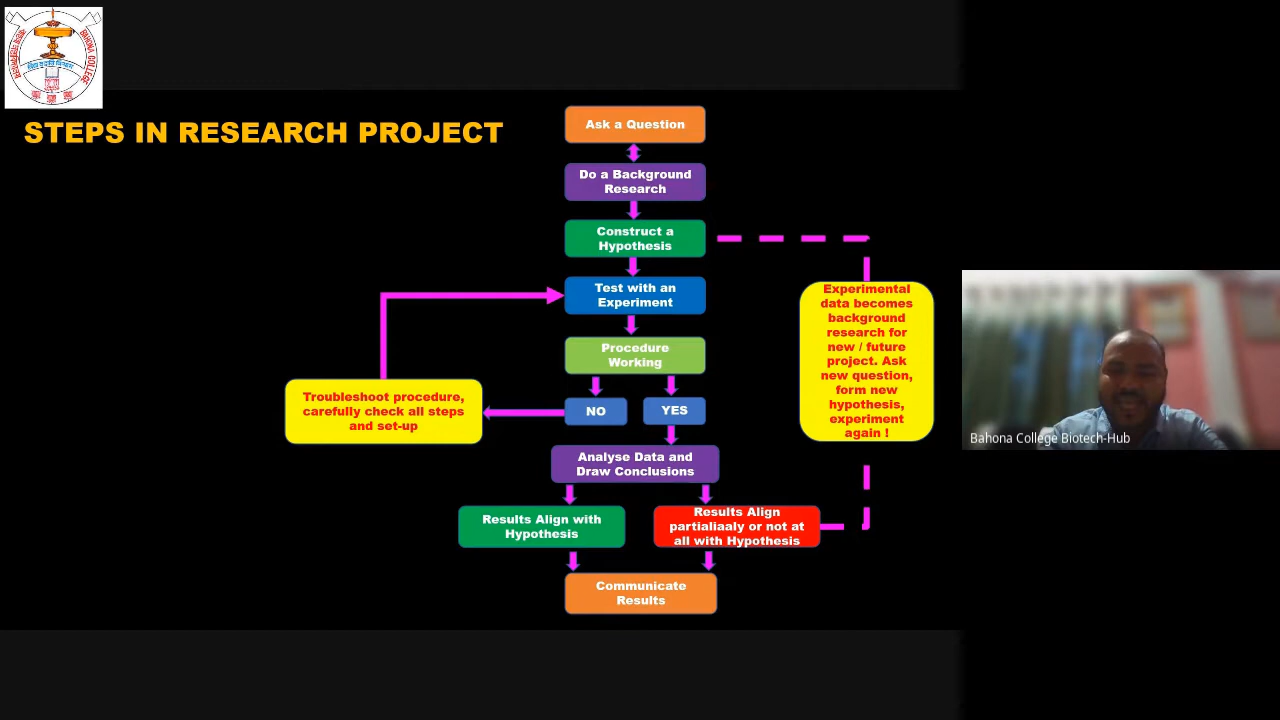 BAHONA COLLEGE
STEPS IN RESEARCH PROJECT
Ask a Question
Do a Background
Research
Construct a
Hypothesis
Test with an
Experiment
Procedure
Working
NO
YES
Troubleshoot procedure,
carefully check all steps
and set-up
Analyse Data and
Draw Conclusions
Results Align with
Hypothesis
Results Align
partialiaaly or not at
all with Hypothesis
Communicate
Results
Experimental
data becomes
background
research for
new / future
project. Ask
new question,
form new
hypothesis,
experiment
again !
Bahona College Biotech-Hub